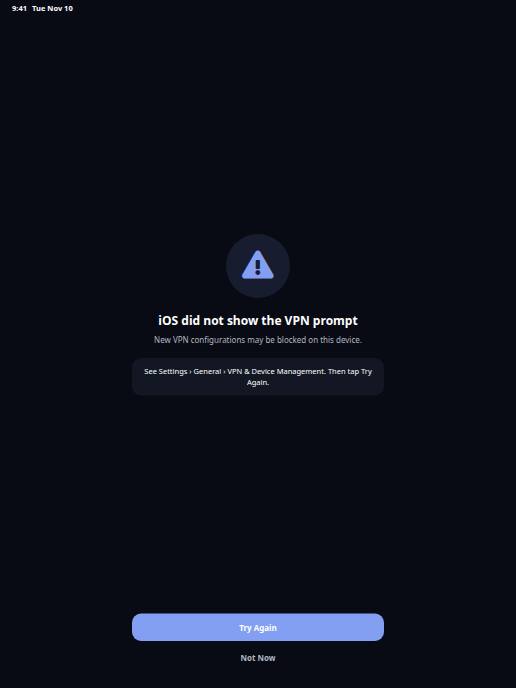 9:41 Tue Nov 10
iOS did not show the VPN prompt
New VPN configurations may be blocked on this device.
See Settings › General › VPN & Device Management. Then tap Try
Again.
Try Again
Not Now